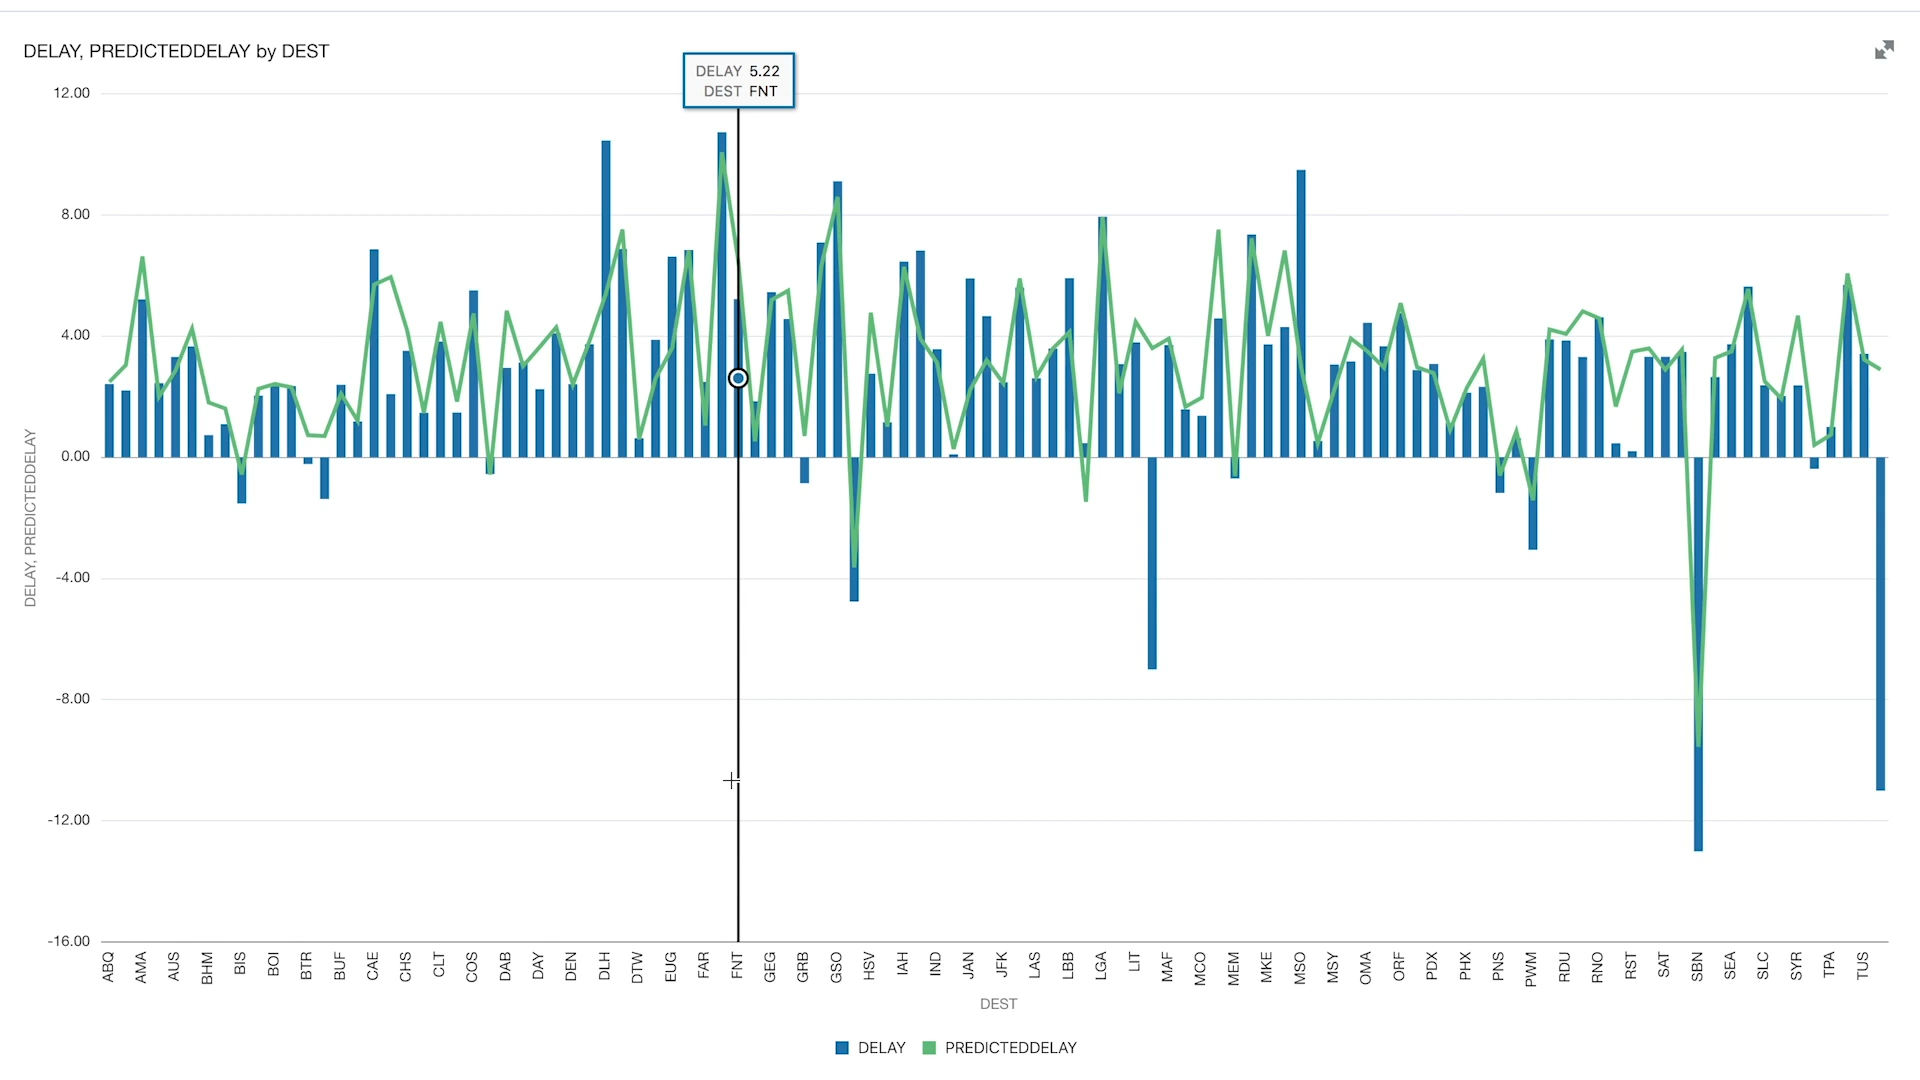 DELAY, PREDICTEDDELAY by DEST
DELAY 5.22
DEST FNT
12.00
8.00
4.00
0.00
-4.00
-8.00
-12.00
-16.00
DELAY, PREDICTEDDELAY
ABQ AMA AUS BHM BIS BOI BTR BUF CAE CHS CLT COS DAB DAY DEN DLH DTW EUG FAR FNT GEG GRB GSO HSV IAH IND JAN JFK LAS LBB LGA LIT MAF MCO MEM MKE MSO MSY OMA ORF PDX PHX PNS PWM RDU RNO RST SAT SBN SEA SLC SYR TPA TUS
DEST
DELAY PREDICTEDDELAY